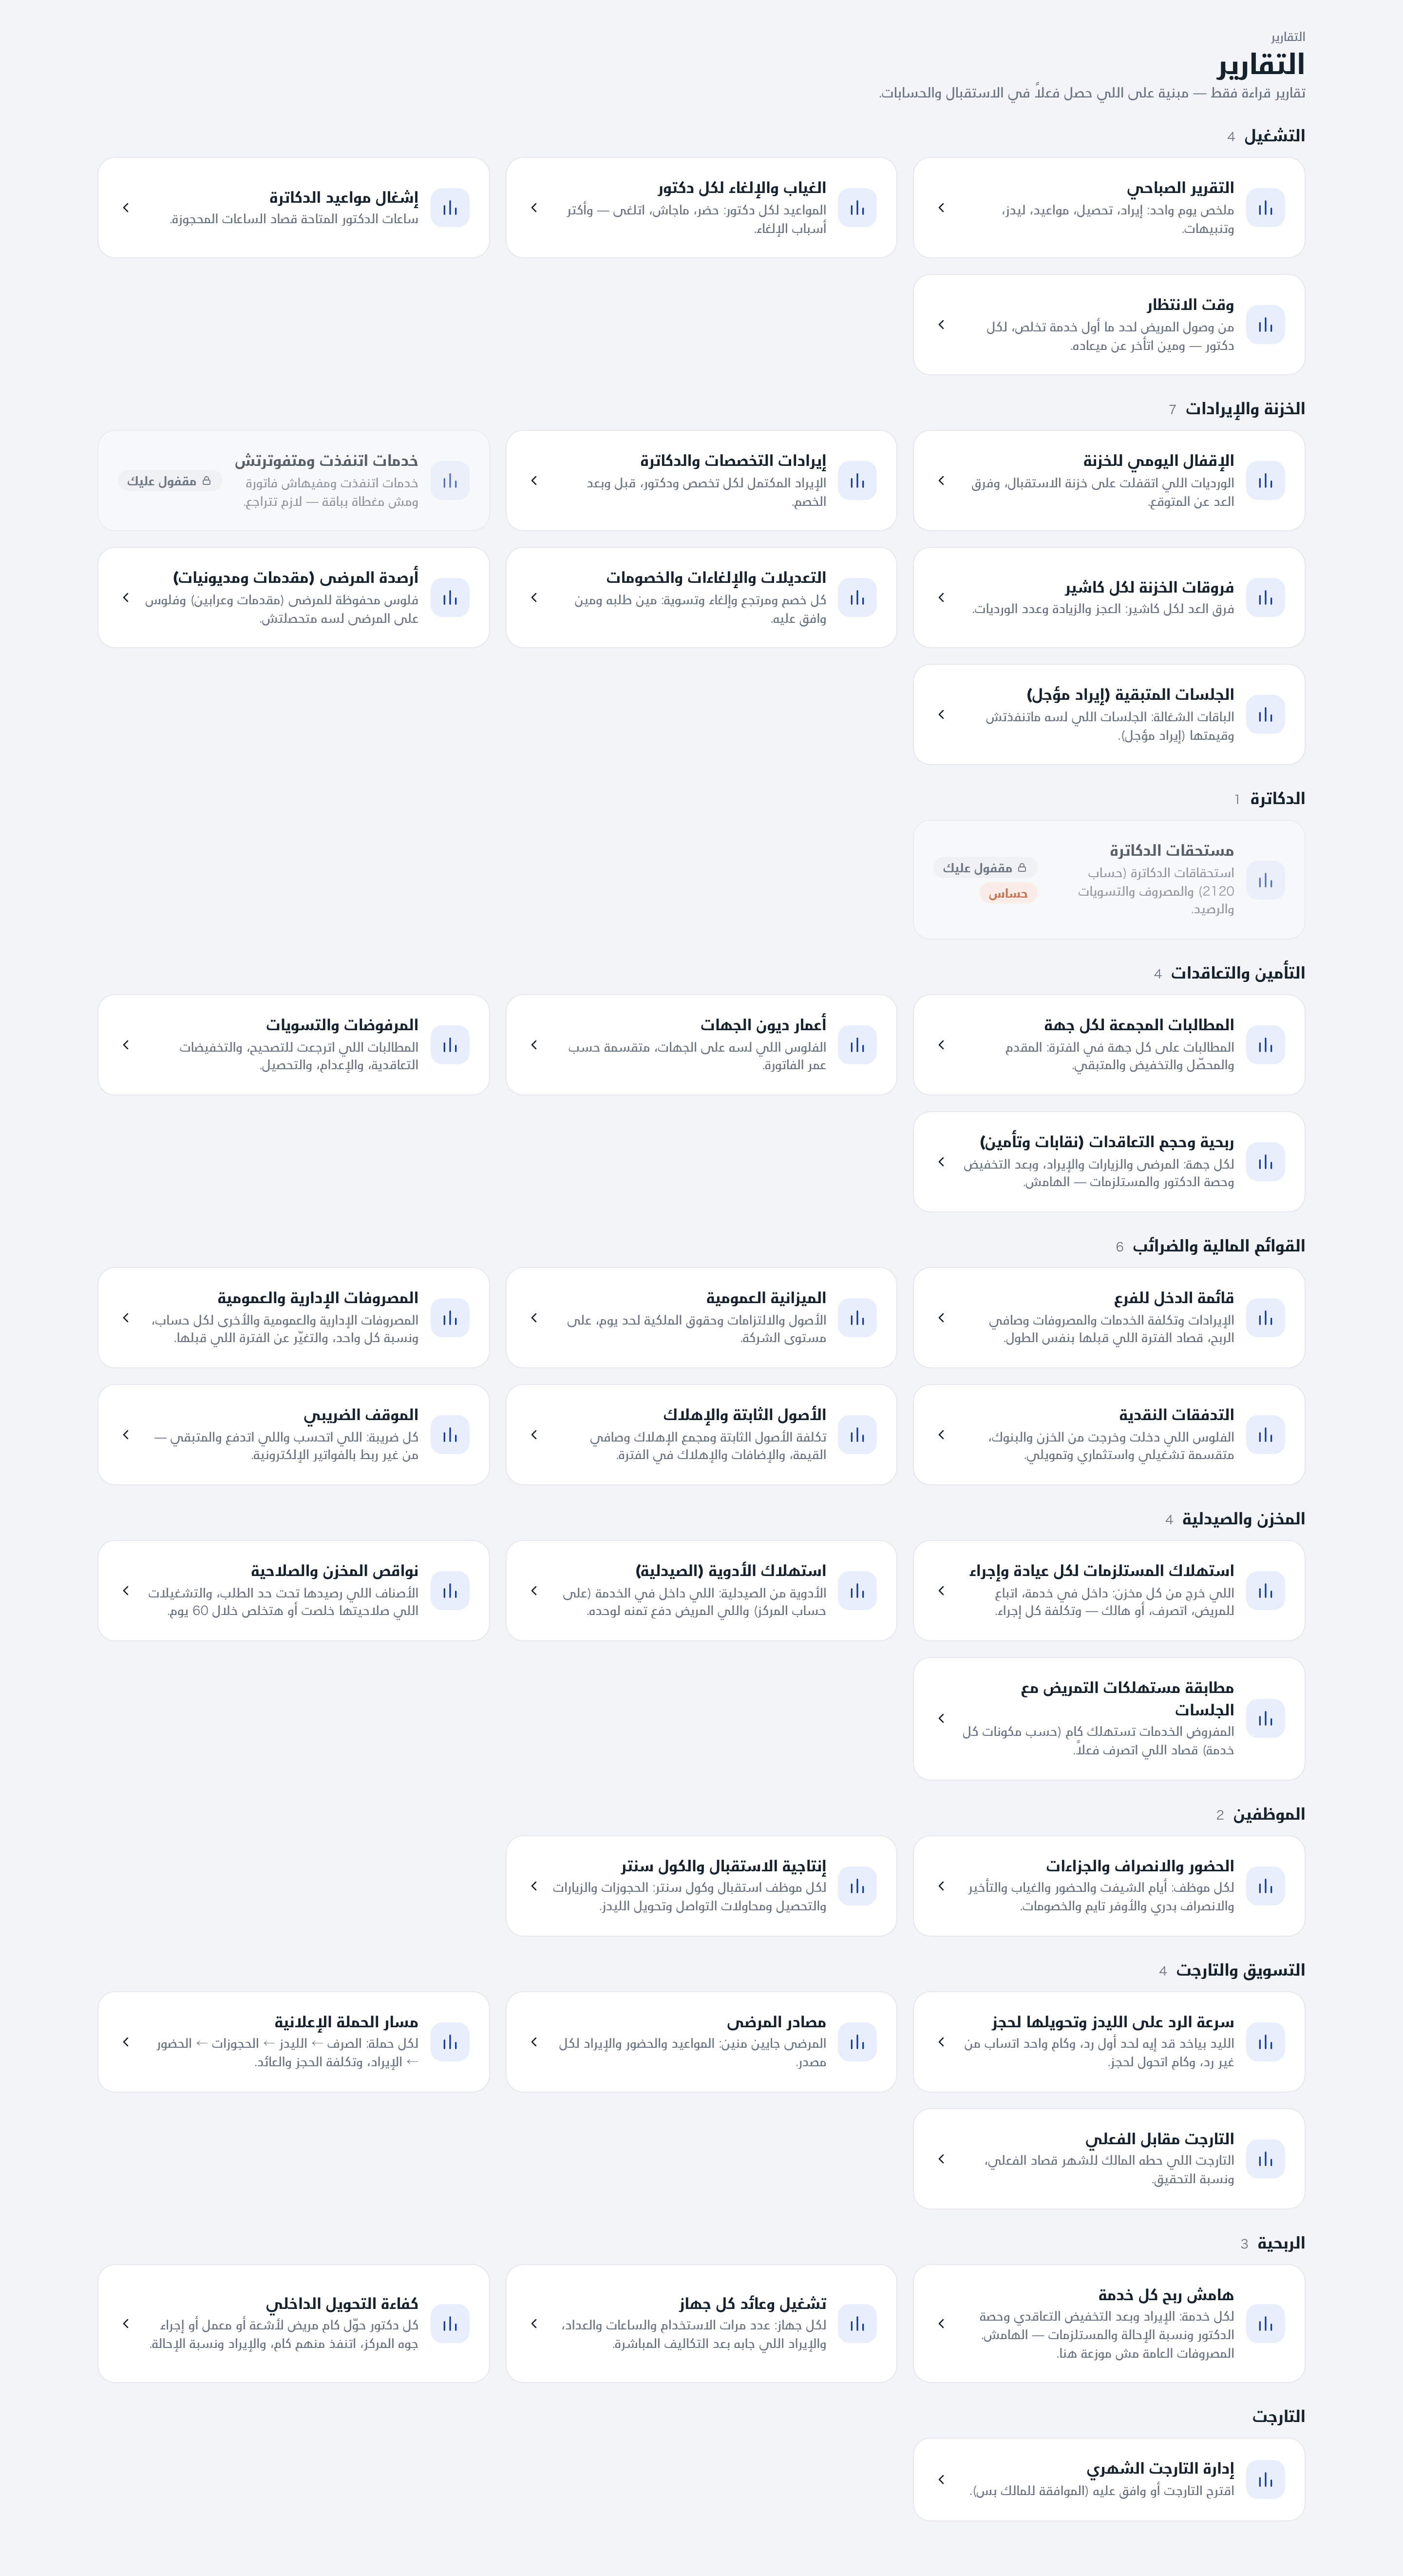 التقارير
التقارير
تقارير قراءة فقط — مبنية على اللي حصل فعلاً في الاستقبال والحسابات.
التشغيل 4
التقرير الصباحي
ملخص يوم واحد: إيراد، تحصيل، مواعيد، ليدز،
وتنبيهات.
الغياب والإلغاء لكل دكتور
المواعيد لكل دكتور: حضر، ماجاش، اتلغى — وأكتر
أسباب الإلغاء.
إشغال مواعيد الدكاترة
ساعات الدكتور المتاحة قصاد الساعات المحجوزة.
وقت الانتظار
من وصول المريض لحد ما أول خدمة تخلص، لكل
دكتور — ومين اتأخر عن ميعاده.
الخزنة والإيرادات 7
الإقفال اليومي للخزنة
الورديات اللي اتقفلت على خزنة الاستقبال، وفرق
العد عن المتوقع.
إيرادات التخصصات والدكاترة
الإيراد المكتمل لكل تخصص ودكتور، قبل وبعد
الخصم.
خدمات اتنفذت ومتفوترتش
خدمات اتنفذت ومفيهاش فاتورة
ومش مغطاة بباقة — لازم تتراجع.
مقفول عليك
فروقات الخزنة لكل كاشير
فرق العد لكل كاشير: العجز والزيادة وعدد الورديات.
التعديلات والإلغاءات والخصومات
كل خصم ومرتجع وإلغاء وتسوية: مين طلبه ومين
وافق عليه.
أرصدة المرضى (مقدمات ومديونيات)
فلوس محفوظة للمرضى (مقدمات وعرابين) وفلوس
على المرضى لسه متحصلتش.
الجلسات المتبقية (إيراد مؤجل)
الباقات الشغالة: الجلسات اللي لسه ماتنفذتش
وقيمتها (إيراد مؤجل).
الدكاترة 1
مستحقات الدكاترة
استحقاقات الدكاترة (حساب
2120) والمصروف والتسويات
والرصيد.
مقفول عليك
حساس
التأمين والتعاقدات 4
المطالبات المجمعة لكل جهة
المطالبات على كل جهة في الفترة: المقدم
والمحصّل والتخفيض والمتبقي.
أعمار ديون الجهات
الفلوس اللي لسه على الجهات، متقسمة حسب
عمر الفاتورة.
المرفوضات والتسويات
المطالبات اللي اترجعت للتصحيح، والتخفيضات
التعاقدية، والإعدام، والتحصيل.
ربحية وحجم التعاقدات (نقابات وتأمين)
لكل جهة: المرضى والزيارات والإيراد، وبعد التخفيض
وحصة الدكتور والمستلزمات — الهامش.
القوائم المالية والضرائب 6
قائمة الدخل للفرع
الإيرادات وتكلفة الخدمات والمصروفات وصافي
الربح، قصاد الفترة اللي قبلها بنفس الطول.
الميزانية العمومية
الأصول والالتزامات وحقوق الملكية لحد يوم، على
مستوى الشركة.
المصروفات الإدارية والعمومية
المصروفات الإدارية والعمومية والأخرى لكل حساب،
ونسبة كل واحد، والتغيّر عن الفترة اللي قبلها.
التدفقات النقدية
الفلوس اللي دخلت وخرجت من الخزن والبنوك،
متقسمة تشغيلي واستثماري وتمويلي.
الأصول الثابتة والإهلاك
تكلفة الأصول الثابتة ومجمع الإهلاك وصافي
القيمة، والإضافات والإهلاك في الفترة.
الموقف الضريبي
كل ضريبة: اللي اتحسب واللي اتدفع والمتبقي —
من غير ربط بالفواتير الإلكترونية.
المخزن والصيدلية 4
استهلاك المستلزمات لكل عيادة وإجراء
اللي خرج من كل مخزن: داخل في خدمة، اتباع
للمريض، اتصرف، أو هالك — وتكلفة كل إجراء.
استهلاك الأدوية (الصيدلية)
الأدوية من الصيدلية: اللي داخل في الخدمة (على
حساب المركز) واللي المريض دفع تمنه لوحده.
نواقص المخزن والصلاحية
الأصناف اللي رصيدها تحت حد الطلب، والتشغيلات
اللي صلاحيتها خلصت أو هتخلص خلال 60 يوم.
مطابقة مستهلكات التمريض مع
الجلسات
المفروض الخدمات تستهلك كام (حسب مكونات كل
خدمة) قصاد اللي اتصرف فعلاً.
الموظفين 2
الحضور والانصراف والجزاءات
لكل موظف: أيام الشيفت والحضور والغياب والتأخير
والانصراف بدري والأوفر تايم والخصومات.
إنتاجية الاستقبال والكول سنتر
لكل موظف استقبال وكول سنتر: الحجوزات والزيارات
والتحصيل ومحاولات التواصل وتحويل الليدز.
التسويق والتارجت 4
سرعة الرد على الليدز وتحويلها لحجز
الليد بياخد قد إيه لحد أول رد، وكام واحد اتساب من
غير رد، وكام اتحول لحجز.
مصادر المرضى
المرضى جايين منين: المواعيد والحضور والإيراد لكل
مصدر.
مسار الحملة الإعلانية
لكل حملة: الصرف ← الليدز ← الحجوزات ← الحضور
← الإيراد، وتكلفة الحجز والعائد.
التارجت مقابل الفعلي
التارجت اللي حطه المالك للشهر قصاد الفعلي،
ونسبة التحقيق.
الربحية 3
هامش ربح كل خدمة
لكل خدمة: الإيراد وبعد التخفيض التعاقدي وحصة
الدكتور ونسبة الإحالة والمستلزمات — الهامش.
المصروفات العامة مش موزعة هنا.
تشغيل وعائد كل جهاز
لكل جهاز: عدد مرات الاستخدام والساعات والعداد،
والإيراد اللي جابه بعد التكاليف المباشرة.
كفاءة التحويل الداخلي
كل دكتور حوّل كام مريض لأشعة أو معمل أو إجراء
جوه المركز، اتنفذ منهم كام، والإيراد ونسبة الإحالة.
التارجت
إدارة التارجت الشهري
اقترح التارجت أو وافق عليه (الموافقة للمالك بس).